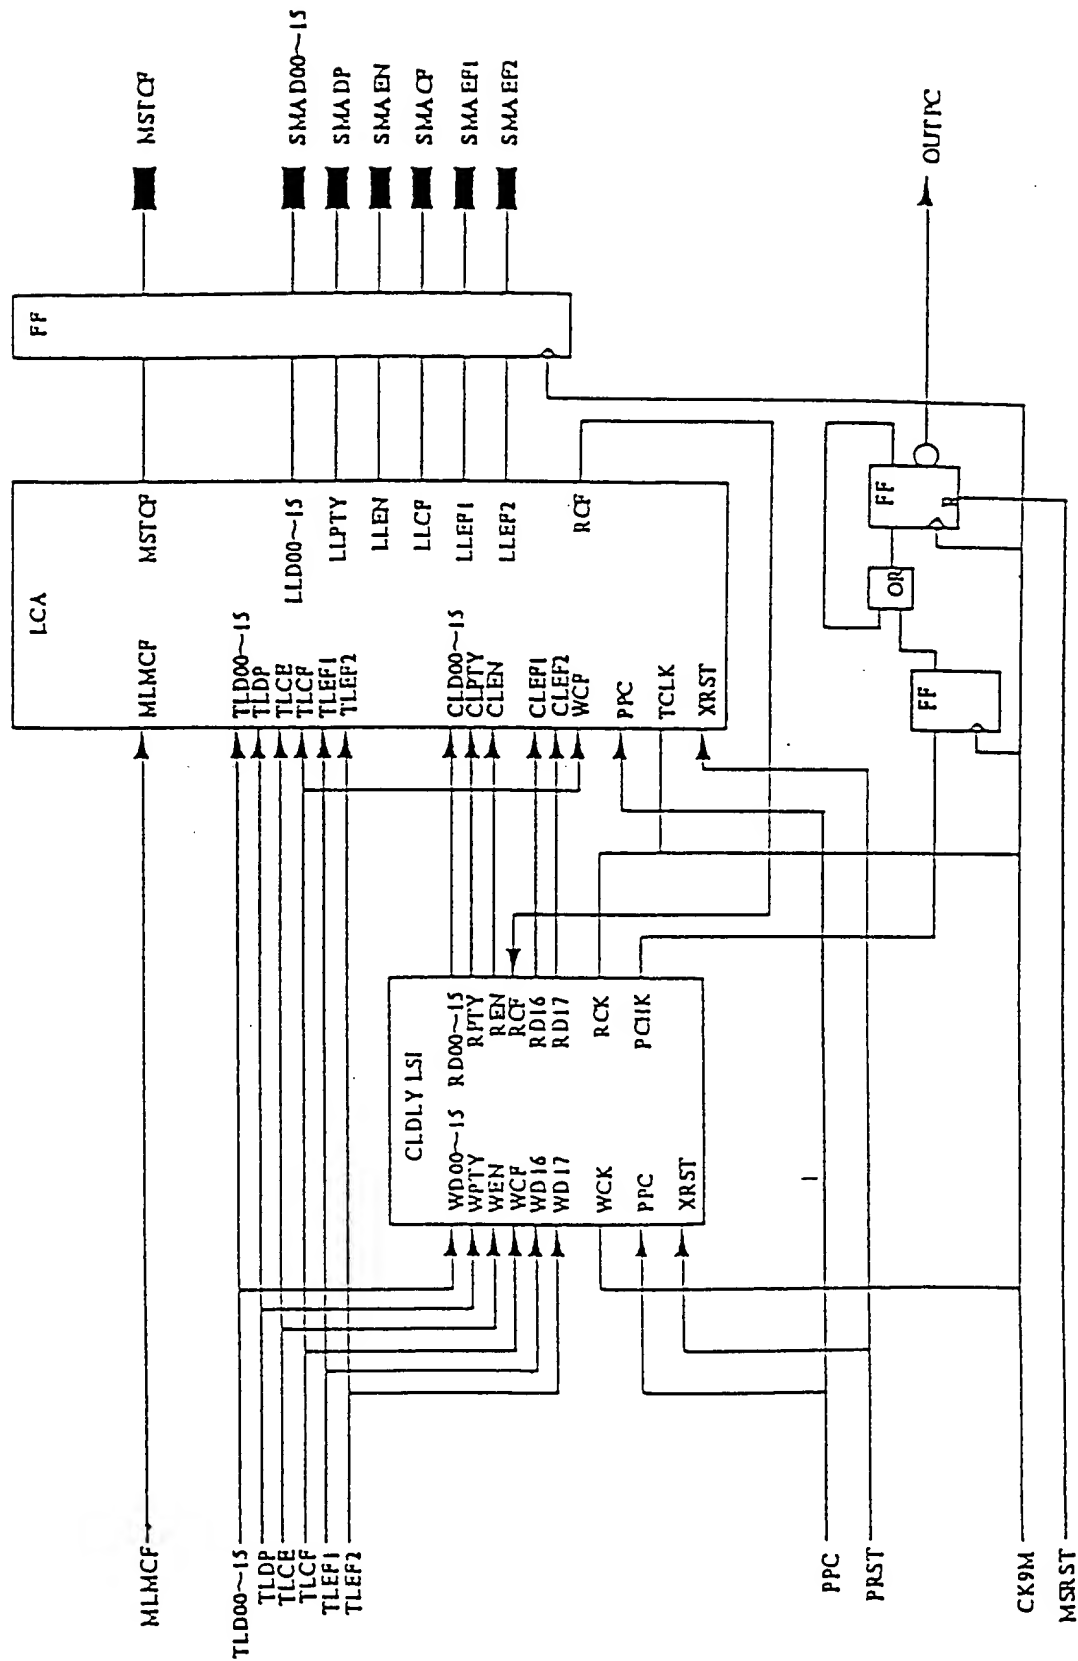 MLMCF
TLD00~15
TLDP
TLCE
TLCF
TLEF1
TLEF2
PPC
PRST
CK9M
MSRST
CLDLY LSI
WD00~15
WPTY
WEN
WCF
WD16
WD17
WCK
PPC
XRST
RD00~15
RPTY
REN
RCF
RD16
RD17
RCK
PCHK
LCA
MLMCF
TLD00~15
TLDP
TLCE
TLCF
TLEF1
TLEF2
CLD00~15
CLPTY
CLEN
CLEF1
CLEF2
WCF
PPC
TCLK
XRST
MSTCF
LLD00~15
LLPTY
LLEN
LLCF
LLEF1
LLEF2
RCF
FF
OR
FF
R
FF
MSTCF
SMAD00~15
SMADP
SMAEN
SMACF
SMAEF1
SMAEF2
OUTPC